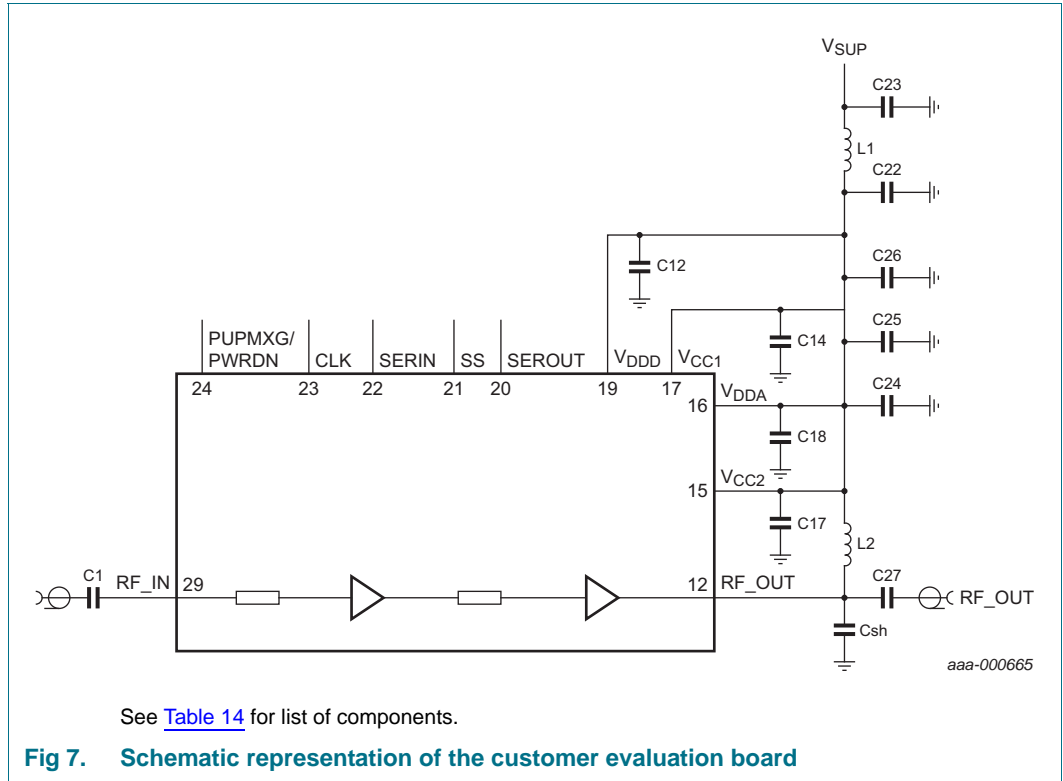 VSUP
C23
L1
C22
C12
C26
C14
C25
PUPMXG/
PWRDN
CLK
SERIN
SS
SEROUT
VDDD
VCC1
24
23
22
21
20
19
17
16
VDDA
C24
C18
15
VCC2
C17
L2
C1
RF_IN
29
12
RF_OUT
C27
RF_OUT
Csh
aaa-000665
See Table 14 for list of components.
Fig 7. Schematic representation of the customer evaluation board